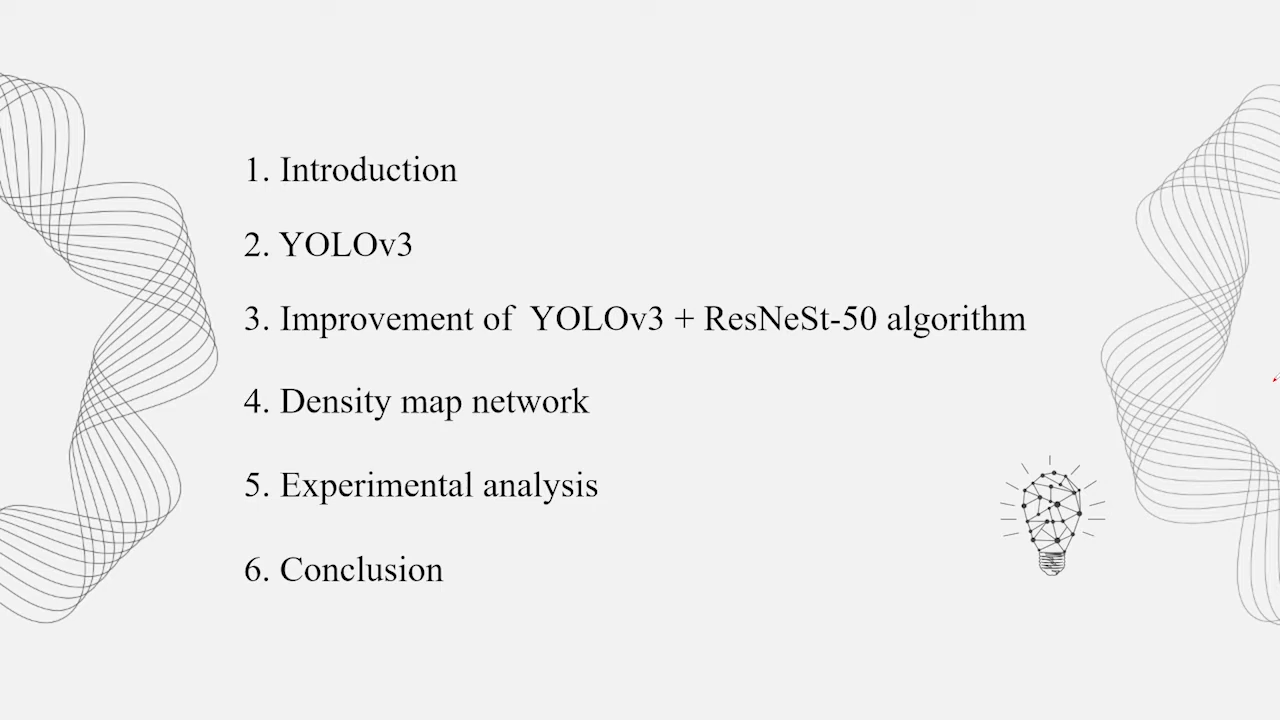 1. Introduction
2. YOLOv3
3. Improvement of YOLOv3 + ResNeSt-50 algorithm
4. Density map network
5. Experimental analysis
6. Conclusion